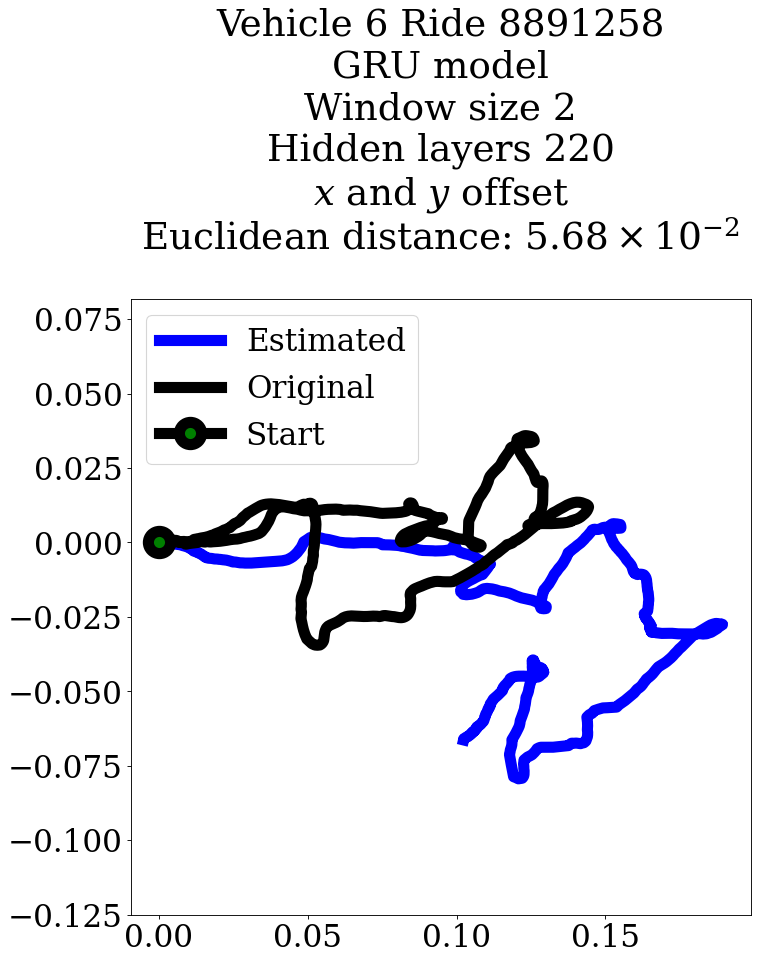 Vehicle 6 Ride 8891258
GRU model
Window size 2
Hidden layers 220
x and y offset
Euclidean distance: 5.68 × 10⁻²
Estimated
Original
Start
0.075
0.050
0.025
0.000
−0.025
−0.050
−0.075
−0.100
−0.125
0.00 0.05 0.10 0.15